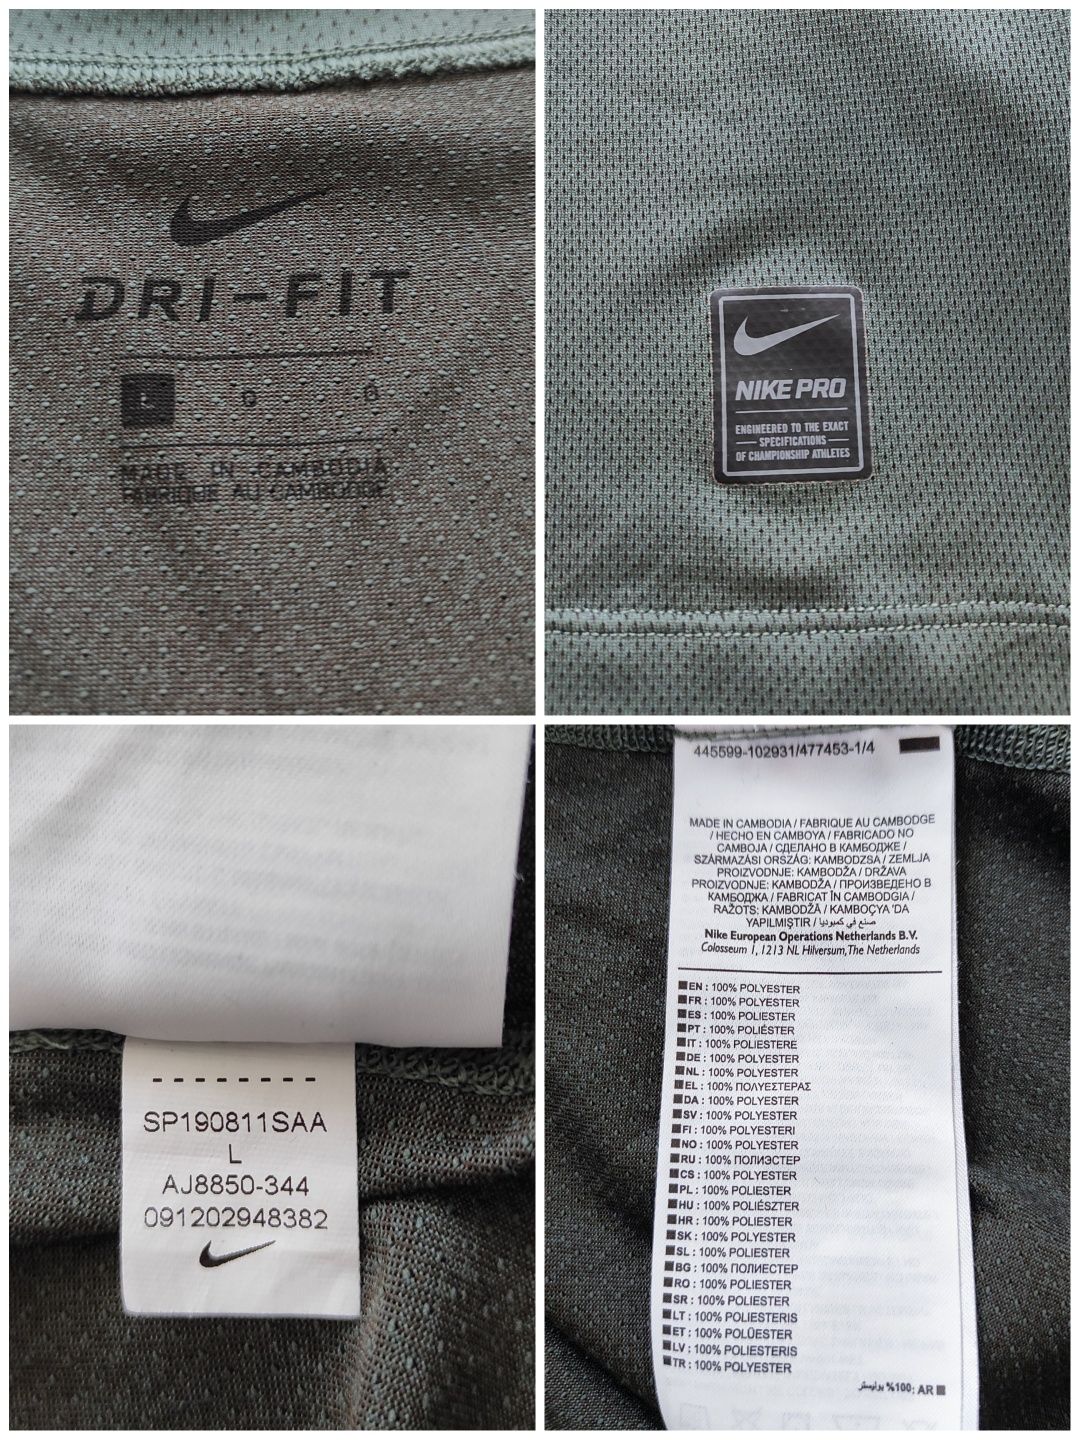 DRI-FIT
L G G
MADE IN CAMBODIA
FABRIQUE AU CAMBODGE
NIKE PRO
ENGINEERED TO THE EXACT
SPECIFICATIONS
OF CHAMPIONSHIP ATHLETES
SP190811SAA
L
AJ8850-344
091202948382
445599-102931/477453-1/4
MADE IN CAMBODIA / FABRIQUE AU CAMBODGE
/ HECHO EN CAMBOYA / FABRICADO NO
CAMBOJA / СДЕЛАНО В КАМБОДЖЕ /
SZÁRMAZÁSI ORSZÁG: KAMBODZSA / ZEMLJA
PROIZVODNJE: KAMBODŽA / DRŽAVA
PROIZVODNJE: KAMBODŽA / ПРОИЗВЕДЕНО В
КАМБОДЖА / FABRICAT ÎN CAMBODGIA /
RAŽOTS: KAMBODŽĀ / KAMBOÇYA 'DA
YAPILMIŞTIR / صنع في كمبوديا
Nike European Operations Netherlands B.V.
Colosseum 1, 1213 NL Hilversum, The Netherlands
EN : 100% POLYESTER
FR : 100% POLYESTER
ES : 100% POLIESTER
PT : 100% POLIÉSTER
IT : 100% POLIESTERE
DE : 100% POLYESTER
NL : 100% POLYESTER
EL : 100% ΠΟΛΥΕΣΤΕΡΑΣ
DA : 100% POLYESTER
SV : 100% POLYESTER
FI : 100% POLYESTERI
NO : 100% POLYESTER
RU : 100% ПОЛИЭСТЕР
CS : 100% POLYESTER
PL : 100% POLIESTER
HU : 100% POLIÉSZTER
HR : 100% POLIESTER
SK : 100% POLYESTER
SL : 100% POLIESTER
BG : 100% ПОЛИЕСТЕР
RO : 100% POLIESTER
SR : 100% POLIESTER
LT : 100% POLIESTERIS
ET : 100% POLÜESTER
LV : 100% POLIESTERIS
TR : 100% POLYESTER
AR :100% بوليستر